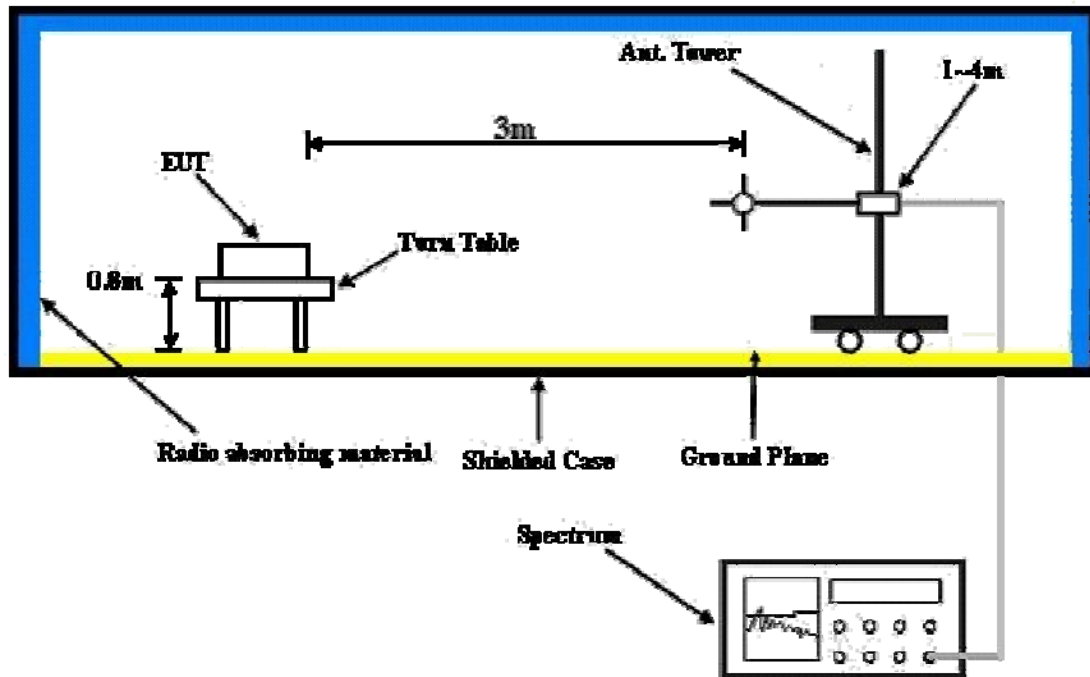 Ant. Tower
1~4m
3m
EUT
Turn Table
0.8m
Radio absorbing material
Shielded Case
Ground Plane
Spectrum